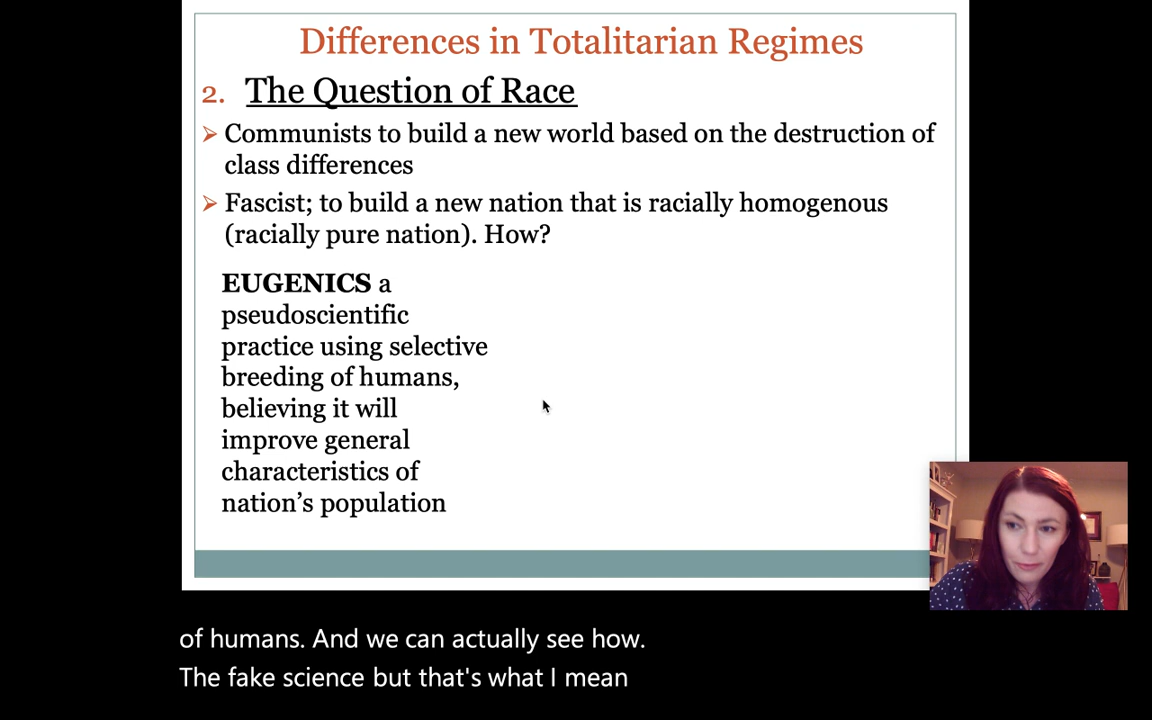 Differences in Totalitarian Regimes
2. The Question of Race
➢ Communists to build a new world based on the destruction of
class differences
➢ Fascist; to build a new nation that is racially homogenous
(racially pure nation). How?
EUGENICS a
pseudoscientific
practice using selective
breeding of humans,
believing it will
improve general
characteristics of
nation’s population
of humans. And we can actually see how.
The fake science but that's what I mean